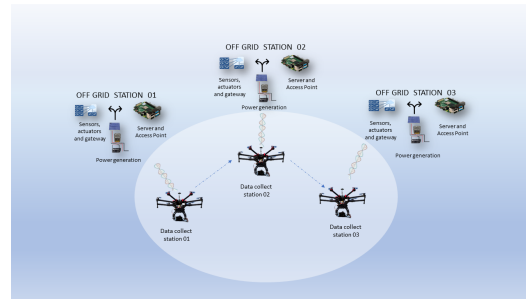 OFF GRID STATION 02
Sensors,
actuators
and gateway
Server and
Access Point
Power generation
OFF GRID STATION 01
Sensors,
actuators
and gateway
Server and
Access Point
Power generation
OFF GRID STATION 03
Sensors,
actuators
and gateway
Server and
Access Point
Power generation
Data collect
station 02
Data collect
station 01
Data collect
station 03